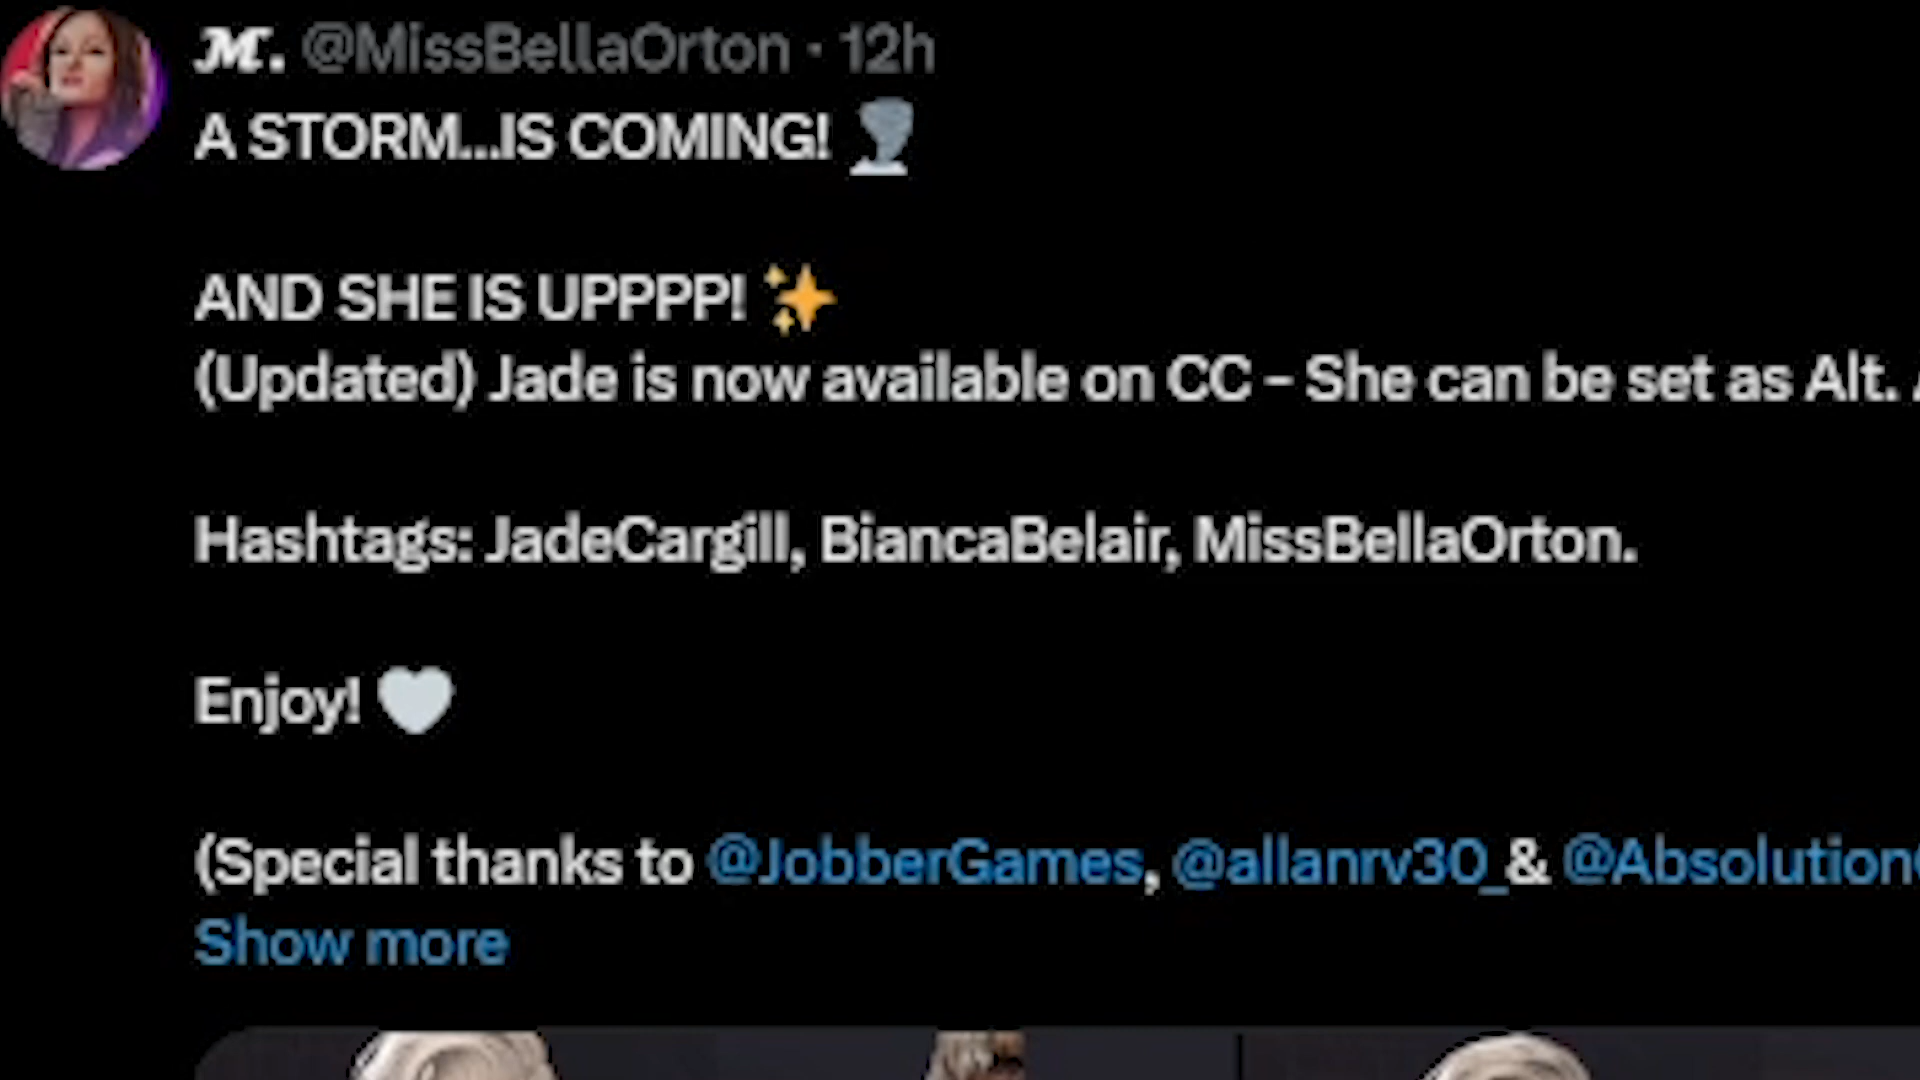 M. @MissBellaOrton · 12h
A STORM...IS COMING! 🌪️
AND SHE IS UPPPP! ✨
(Updated) Jade is now available on CC – She can be set as Alt.
Hashtags: JadeCargill, BiancaBelair, MissBellaOrton.
Enjoy! 🤍
(Special thanks to @JobberGames, @allanrv30_& @Absolution
Show more